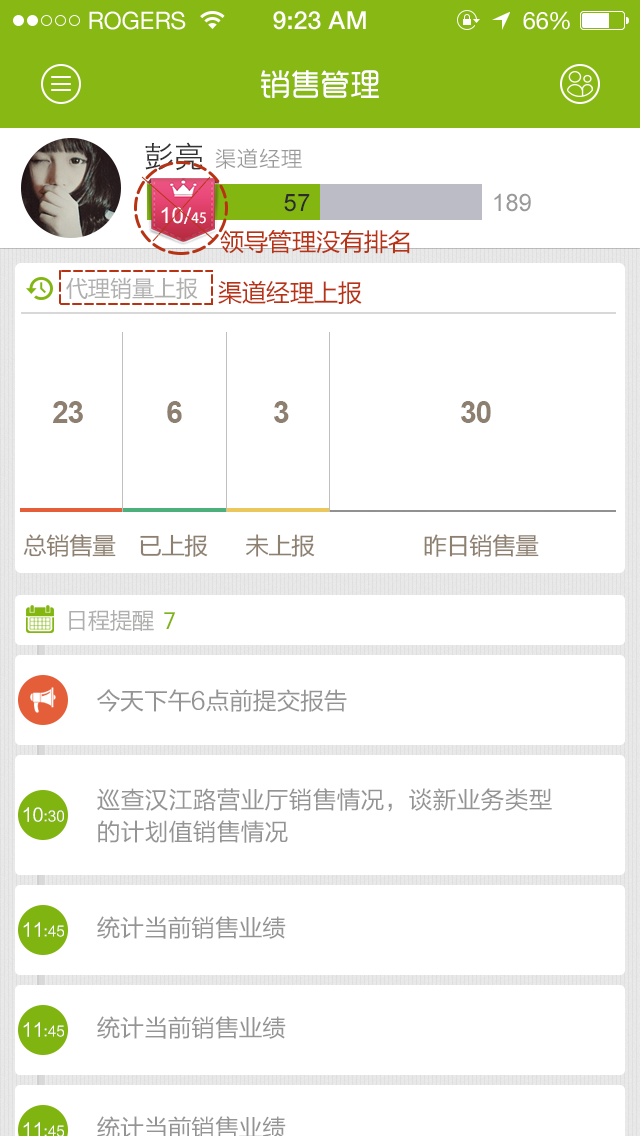 ROGERS 9:23 AM 66%
销售管理
彭亮 渠道经理
10/45 57 189
领导管理没有排名
代理销量上报 渠道经理上报
23 6 3 30
总销售量 已上报 未上报 昨日销售量
日程提醒 7
今天下午6点前提交报告
10:30 巡查汉江路营业厅销售情况，谈新业务类型
的计划值销售情况
11:45 统计当前销售业绩
11:45 统计当前销售业绩
11:45 统计当前销售业绩